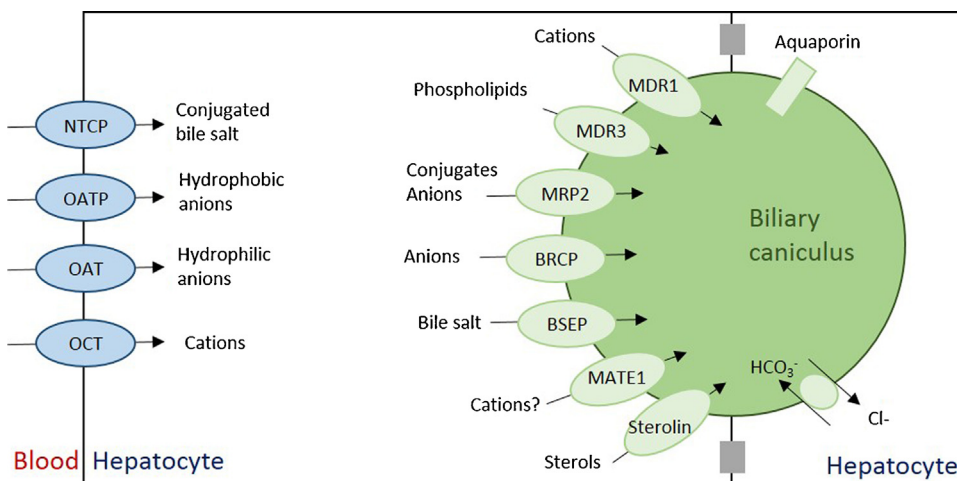 Cations
Aquaporin
MDR1
Phospholipids
MDR3
NTCP
Conjugated
bile salt
Conjugates
Anions
MRP2
OATP
Hydrophobic
anions
Biliary
caniculus
Anions
BRCP
OAT
Hydrophilic
anions
Bile salt
BSEP
OCT
Cations
MATE1
HCO₃⁻
Cations?
Sterolin
Cl-
Sterols
Blood
Hepatocyte
Hepatocyte